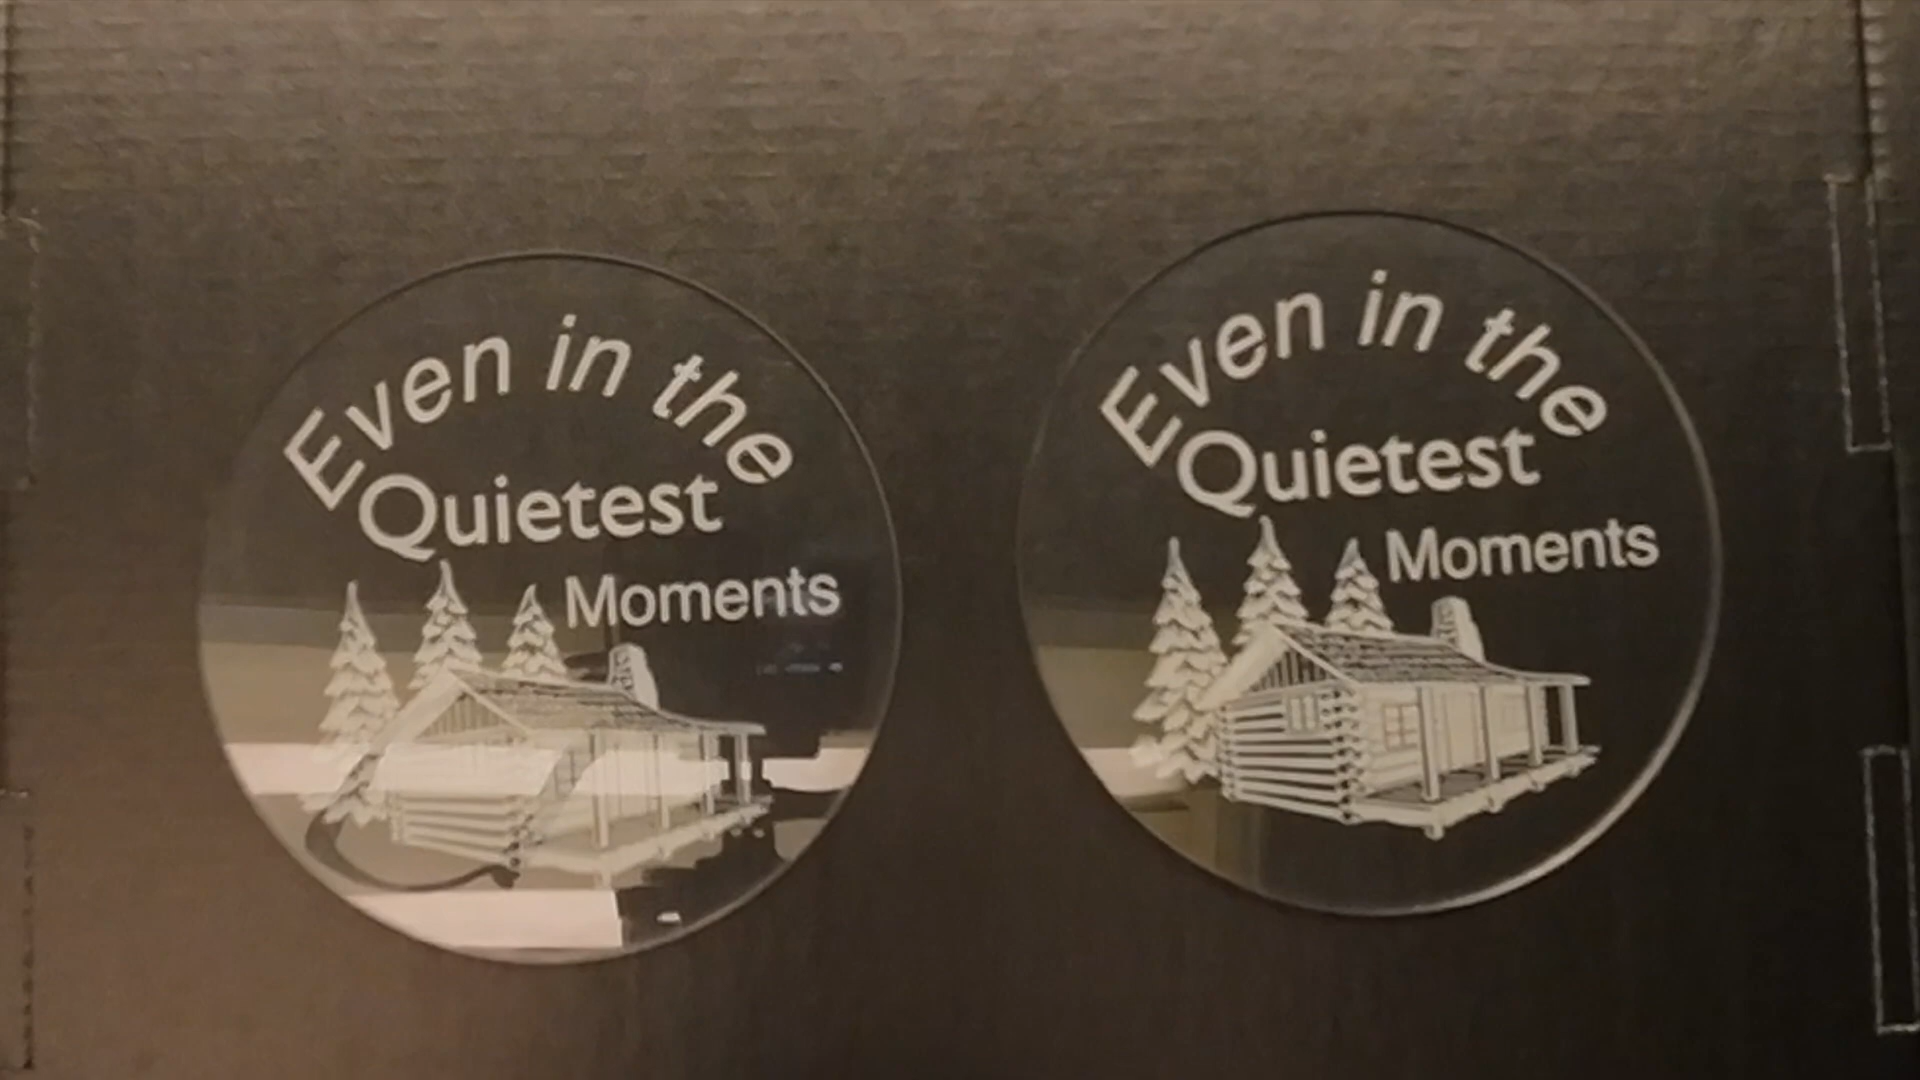 Even in the
Quietest
Moments
Even in the
Quietest
Moments